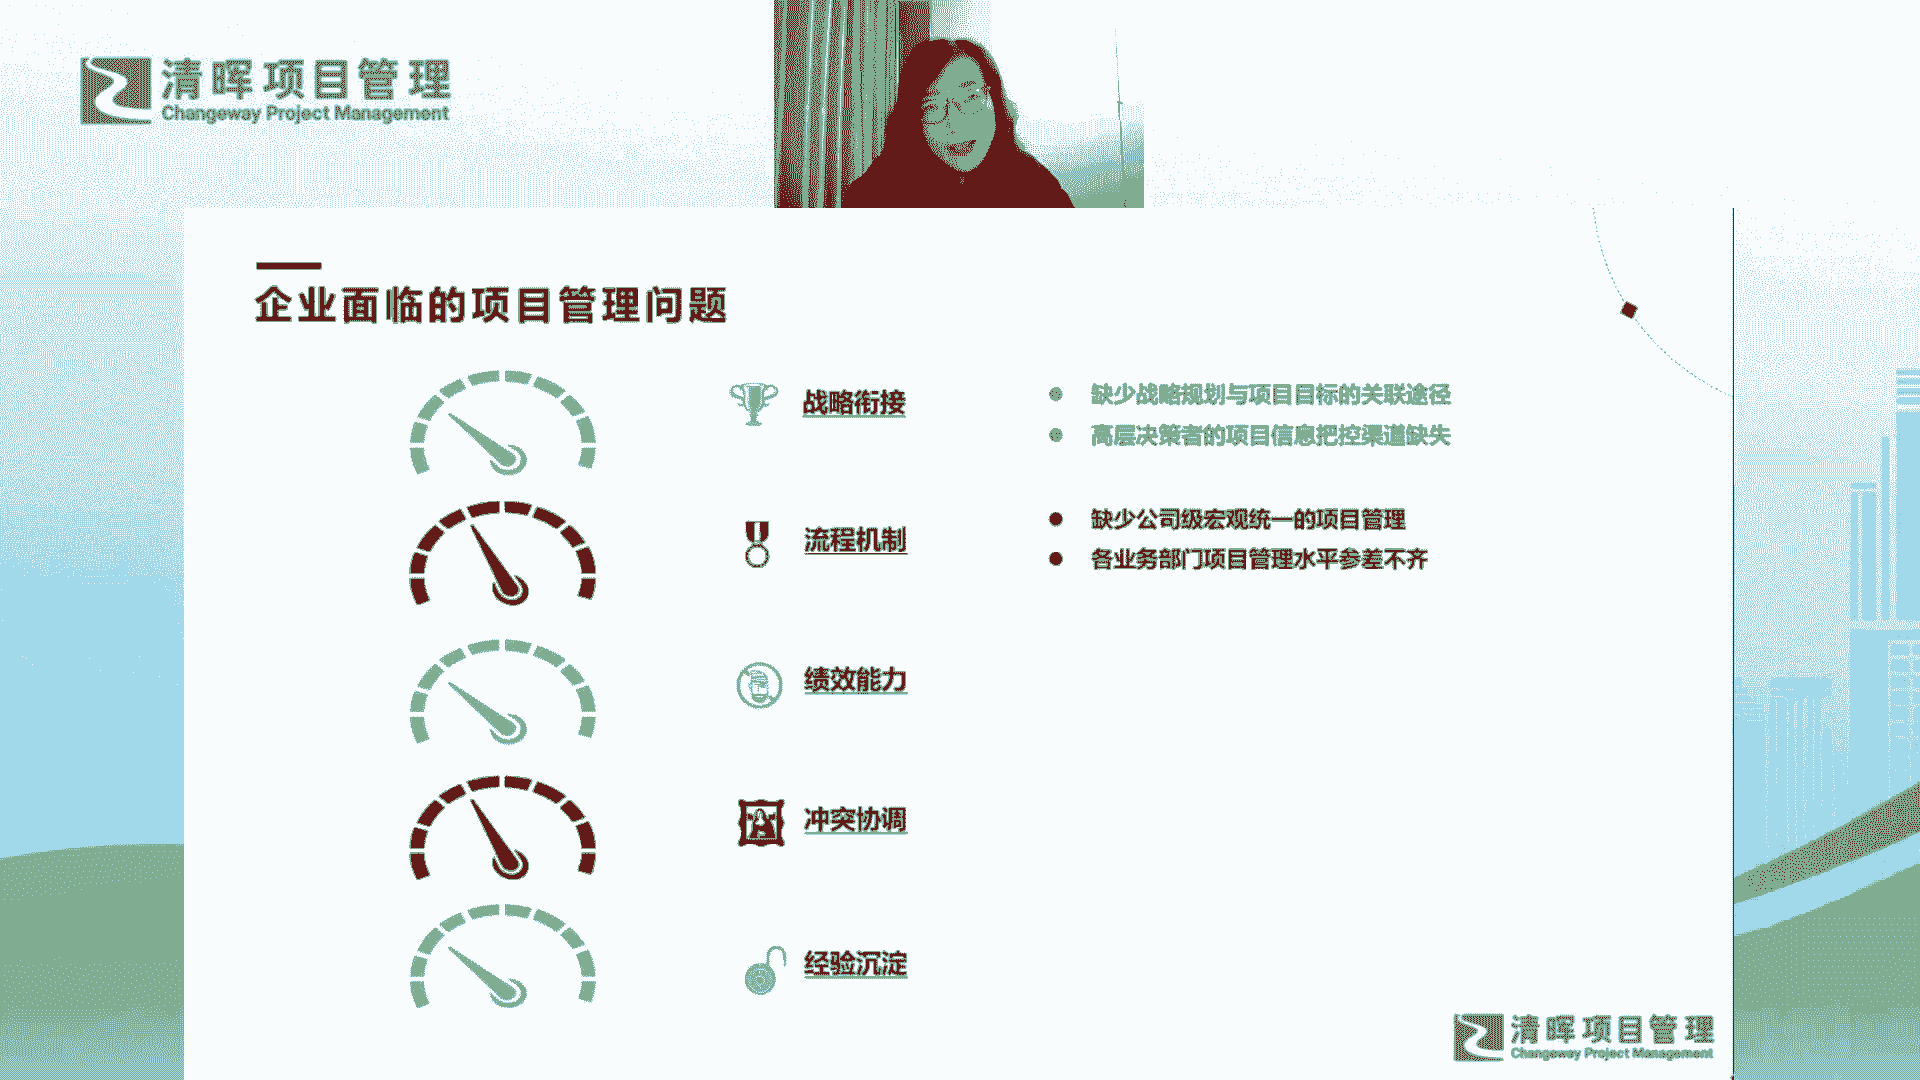 清晖项目管理
Changeway Project Management
企业面临的项目管理问题
战略衔接
缺少战略规划与项目目标的关联途径
高层决策者的项目信息把控渠道缺失
流程机制
缺少公司级宏观统一的项目管理
各业务部门项目管理水平参差不齐
绩效能力
冲突协调
经验沉淀
清晖项目管理
Changeway Project Management